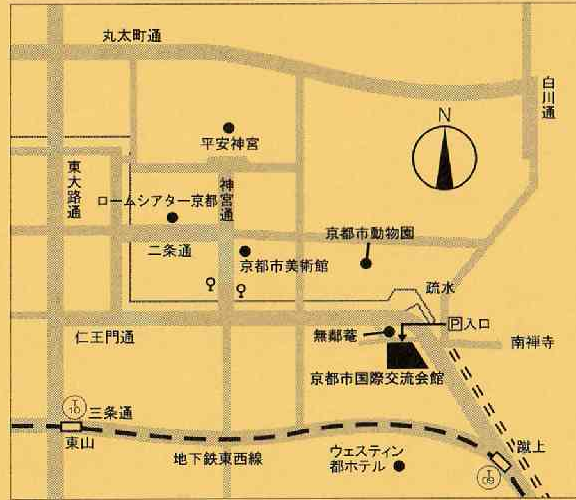 丸太町通
白川通
N
平安神宮
東大路通
ロームシアター京都
神宮通
京都市動物園
二条通
京都市美術館
疏水
P入口
仁王門通
無鄰菴
南禅寺
京都市国際交流会館
T10
三条通
東山
地下鉄東西線
ウェスティン
都ホテル
蹴上
T09